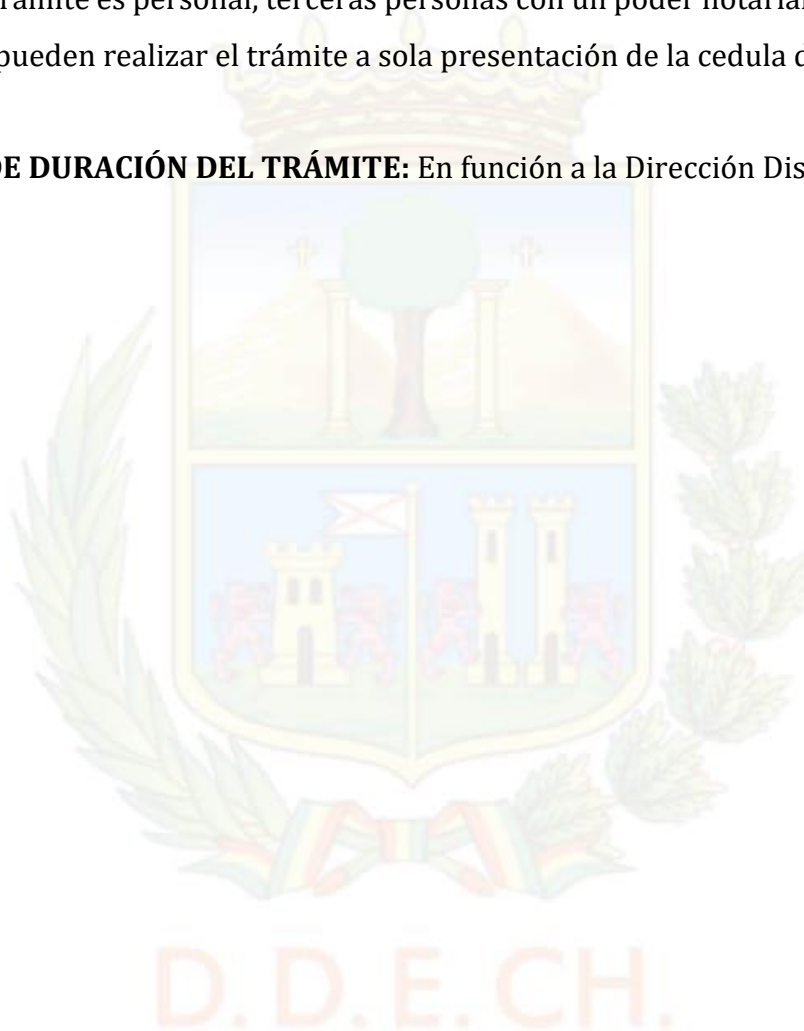 trámite es personal, terceras personas con un poder notarial
pueden realizar el trámite a sola presentación de la cedula d
DE DURACIÓN DEL TRÁMITE: En función a la Dirección Dis
D.D.E.CH.